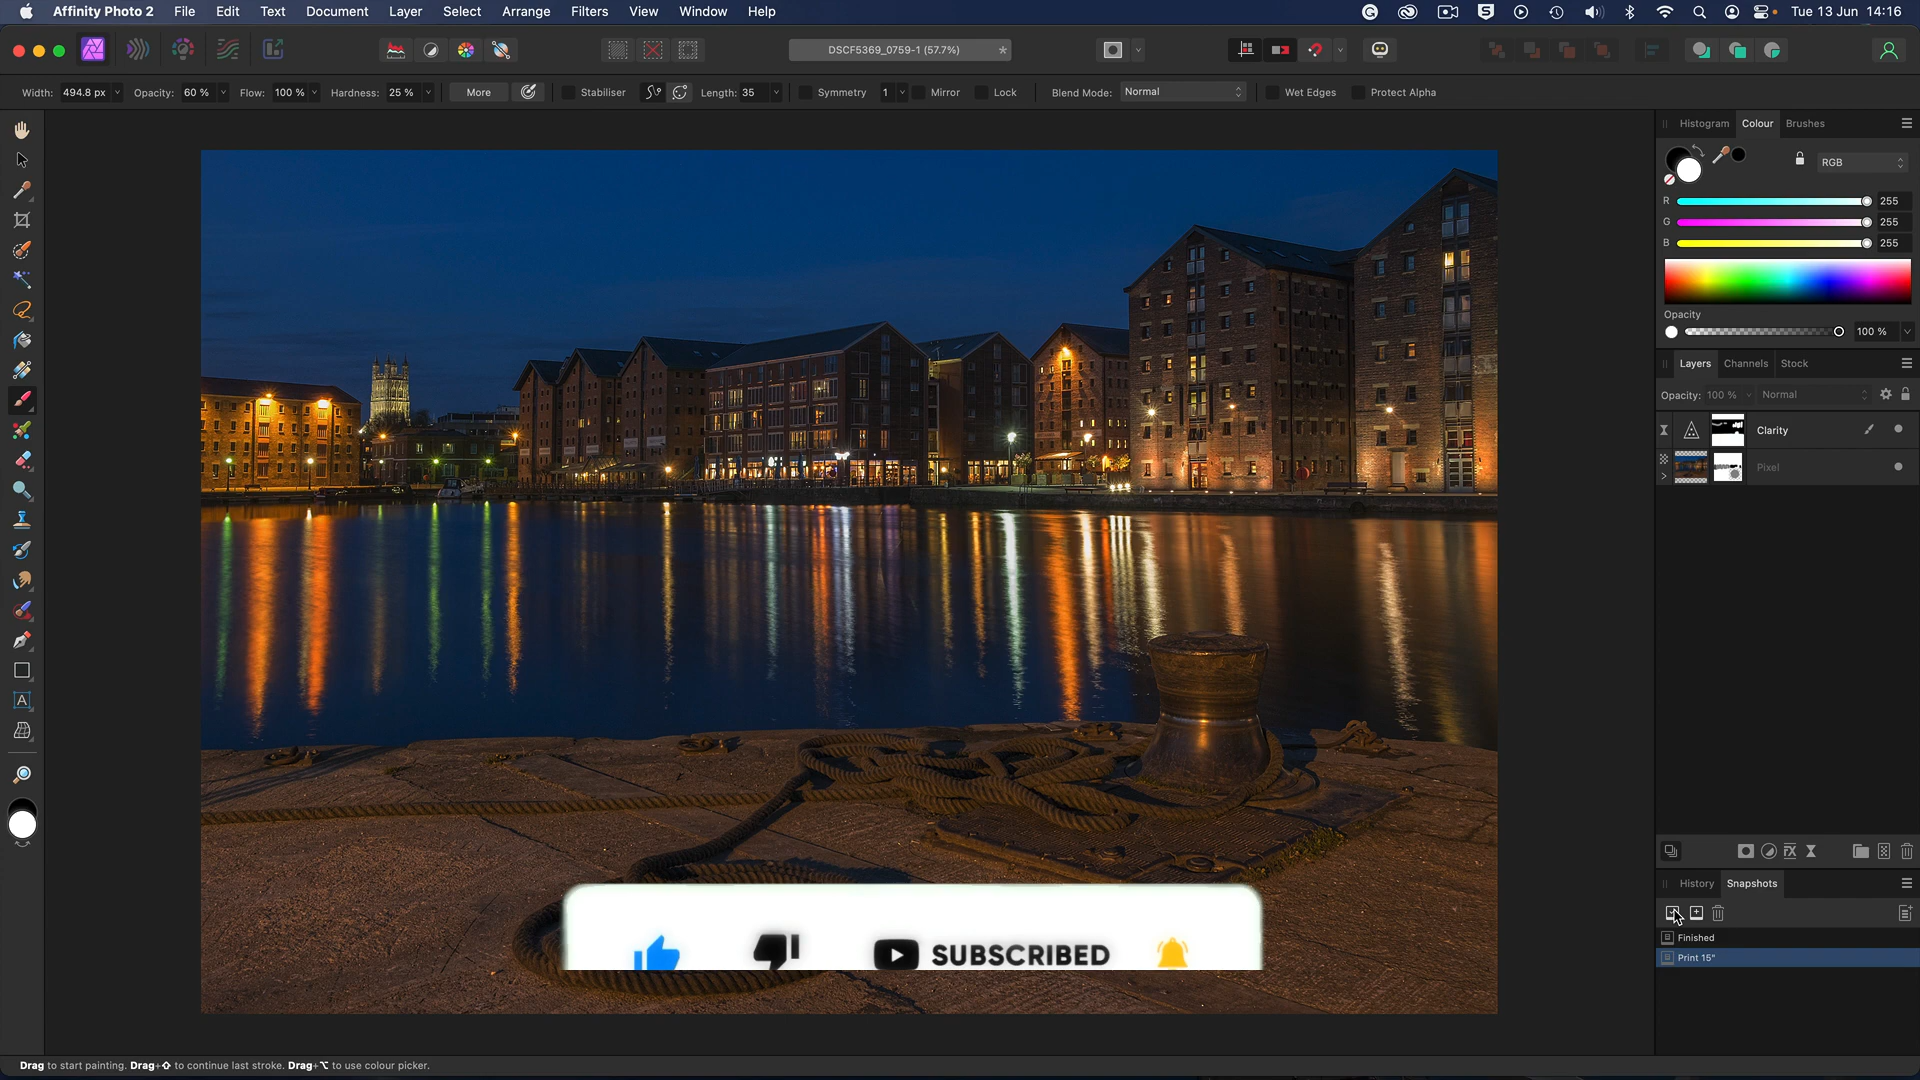 Affinity Photo 2 File Edit Text Document Layer Select Arrange Filters View Window Help Tue 13 Jun 14:16
DSCF5369_0759-1 (57.7%)
Width: 494.8 px Opacity: 60 % Flow: 100 % Hardness: 25 % More Stabiliser Length: 35 Symmetry 1 Mirror Lock Blend Mode: Normal Wet Edges Protect Alpha
Histogram Colour Brushes
RGB
R 255
G 255
B 255
Opacity
100 %
Layers Channels Stock
Opacity: 100 % Normal
Clarity
Pixel
History Snapshots
Finished
Print 15"
SUBSCRIBED
Drag to start painting. Drag+⇧ to continue last stroke. Drag+⌥ to use colour picker.